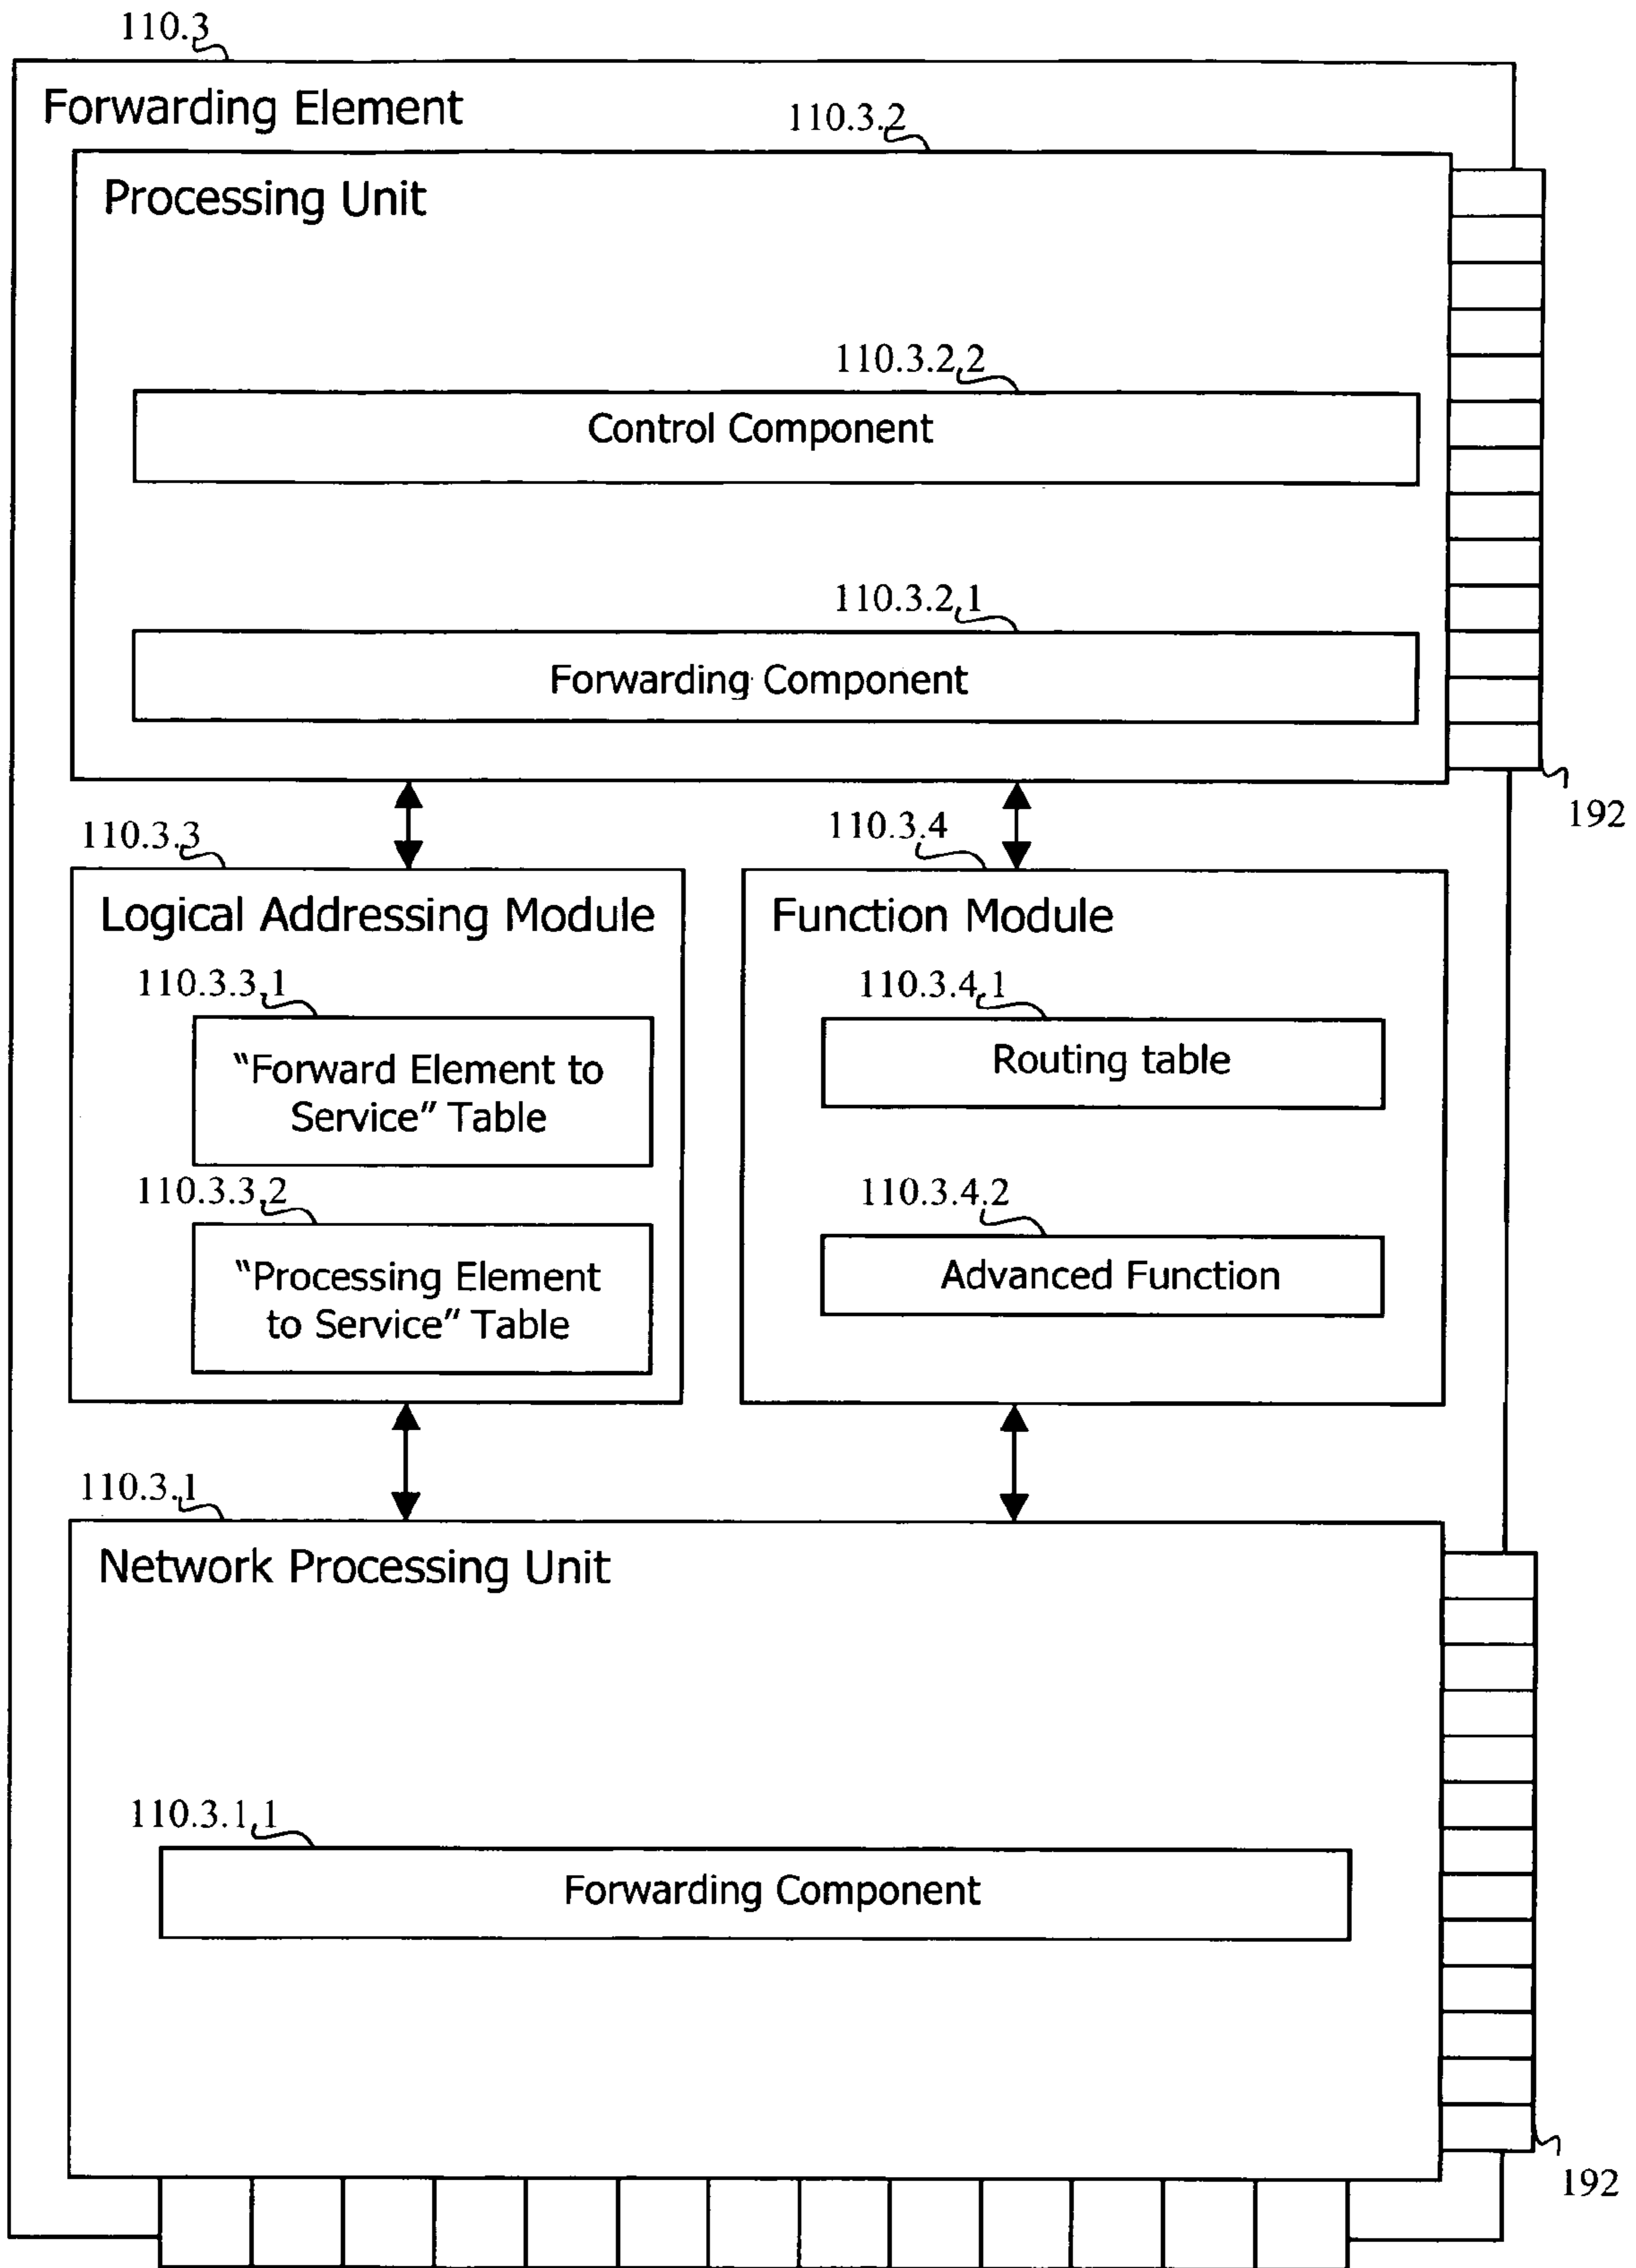 110.3
Forwarding Element
110.3.2
Processing Unit
110.3.2.2
Control Component
110.3.2.1
Forwarding Component
192
110.3.3
110.3.4
Logical Addressing Module
Function Module
110.3.3.1
110.3.4.1
"Forward Element to
Service" Table
Routing table
110.3.3.2
110.3.4.2
"Processing Element
to Service" Table
Advanced Function
110.3.1
Network Processing Unit
110.3.1.1
Forwarding Component
192